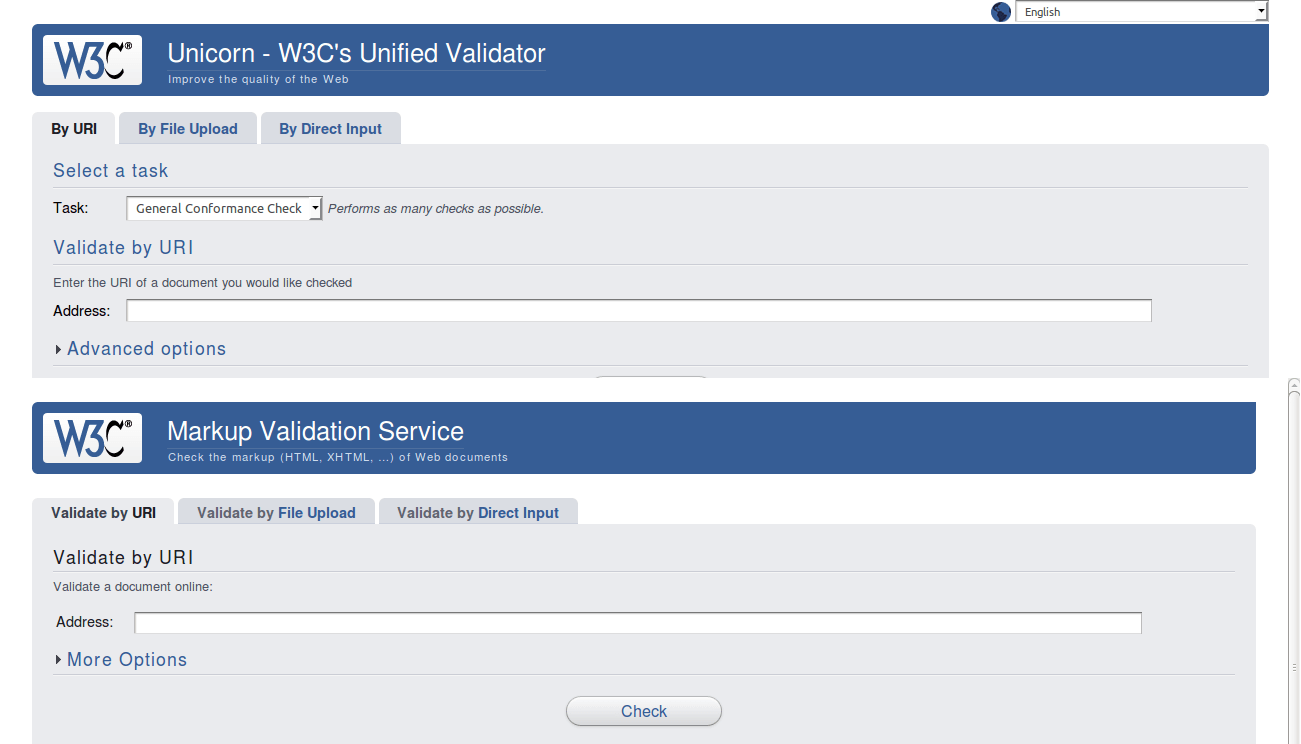 English
W3C®
Unicorn - W3C's Unified Validator
Improve the quality of the Web
By URI By File Upload By Direct Input
Select a task
Task: General Conformance Check Performs as many checks as possible.
Validate by URI
Enter the URI of a document you would like checked
Address:
Advanced options
W3C®
Markup Validation Service
Check the markup (HTML, XHTML, ...) of Web documents
Validate by URI Validate by File Upload Validate by Direct Input
Validate by URI
Validate a document online:
Address:
More Options
Check